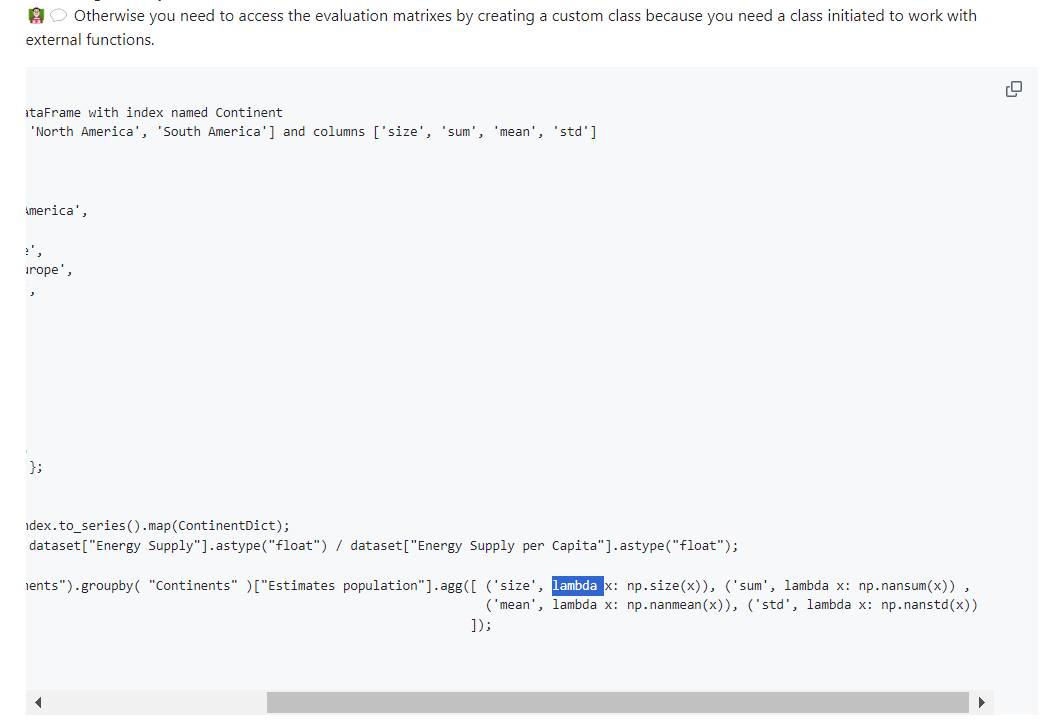 👩‍🏫💬 Otherwise you need to access the evaluation matrixes by creating a custom class because you need a class initiated to work with
external functions.
ataFrame with index named Continent
'North America', 'South America'] and columns ['size', 'sum', 'mean', 'std']
America',
e',
urope',
,
};
ndex.to_series().map(ContinentDict);
dataset["Energy Supply"].astype("float") / dataset["Energy Supply per Capita"].astype("float");
nents").groupby( "Continents" )["Estimates population"].agg([ ('size', lambda x: np.size(x)), ('sum', lambda x: np.nansum(x)) ,
('mean', lambda x: np.nanmean(x)), ('std', lambda x: np.nanstd(x))
]);